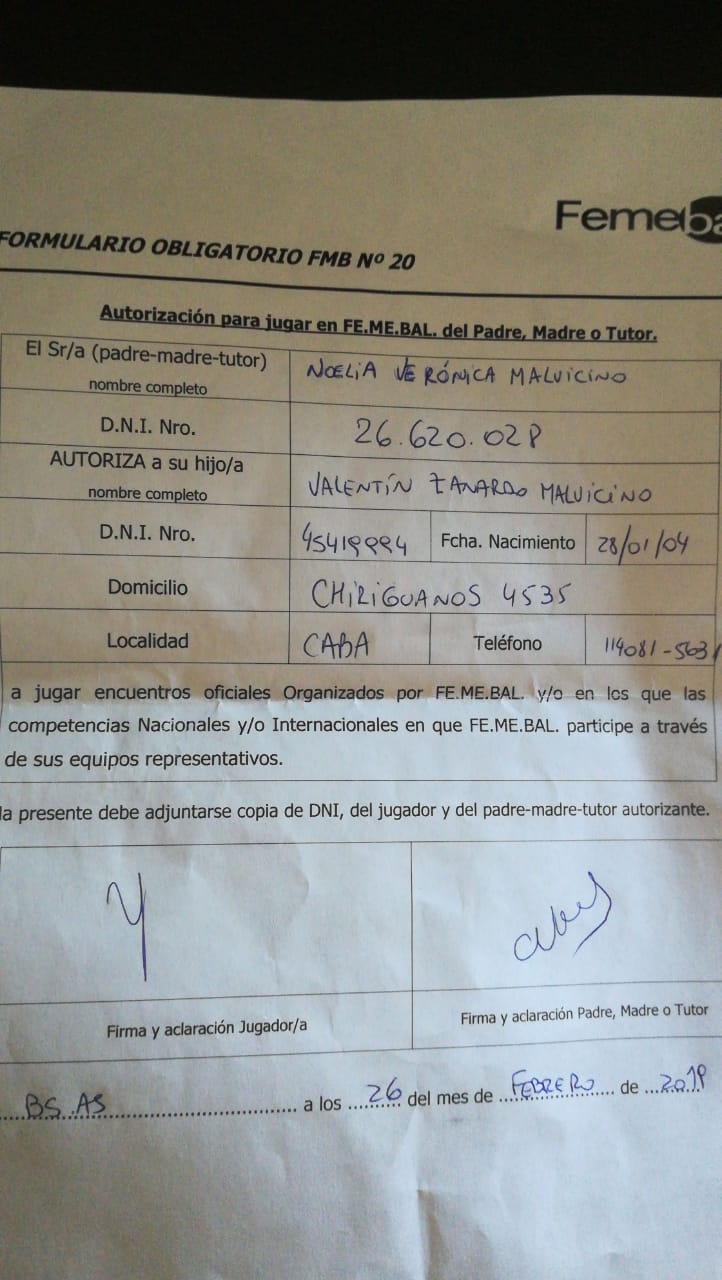 Femeba
FORMULARIO OBLIGATORIO FMB Nº 20
Autorización para jugar en FE.ME.BAL. del Padre, Madre o Tutor.
El Sr/a (padre-madre-tutor)
nombre completo
NOELIA VERÓNICA MALVICINO
D.N.I. Nro.
26.620.028
AUTORIZA a su hijo/a
nombre completo
VALENTÍN ZANARDO MALVICINO
D.N.I. Nro.
45419994
Fcha. Nacimiento
28/01/04
Domicilio
CHIRIGUANOS 4535
Localidad
CABA
Teléfono
114081-5631
a jugar encuentros oficiales Organizados por FE.ME.BAL. y/o en los que las
competencias Nacionales y/o Internacionales en que FE.ME.BAL. participe a través
de sus equipos representativos.
la presente debe adjuntarse copia de DNI, del jugador y del padre-madre-tutor autorizante.
Firma y aclaración Jugador/a
Firma y aclaración Padre, Madre o Tutor
BS.AS a los 26 del mes de FEBRERO de 2018